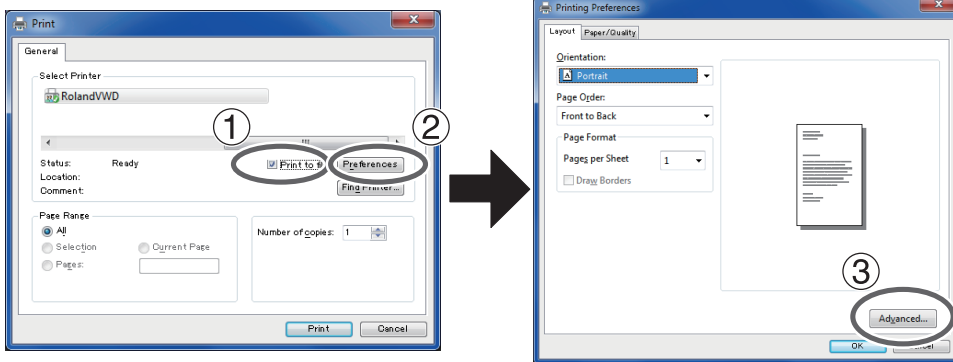 Print
General
Select Printer
RolandVWD
1
2
Status: Ready
Print to
Preferences
Location:
Comment:
Page Range
All
Selection
Current Page
Pages:
Number of copies: 1
Print
Cancel
Printing Preferences
Layout
Paper/Quality
Orientation:
A
Portrait
Page Order:
Front to Back
Page Format
Pages per Sheet
1
Draw Borders
3
Advanced...
OK